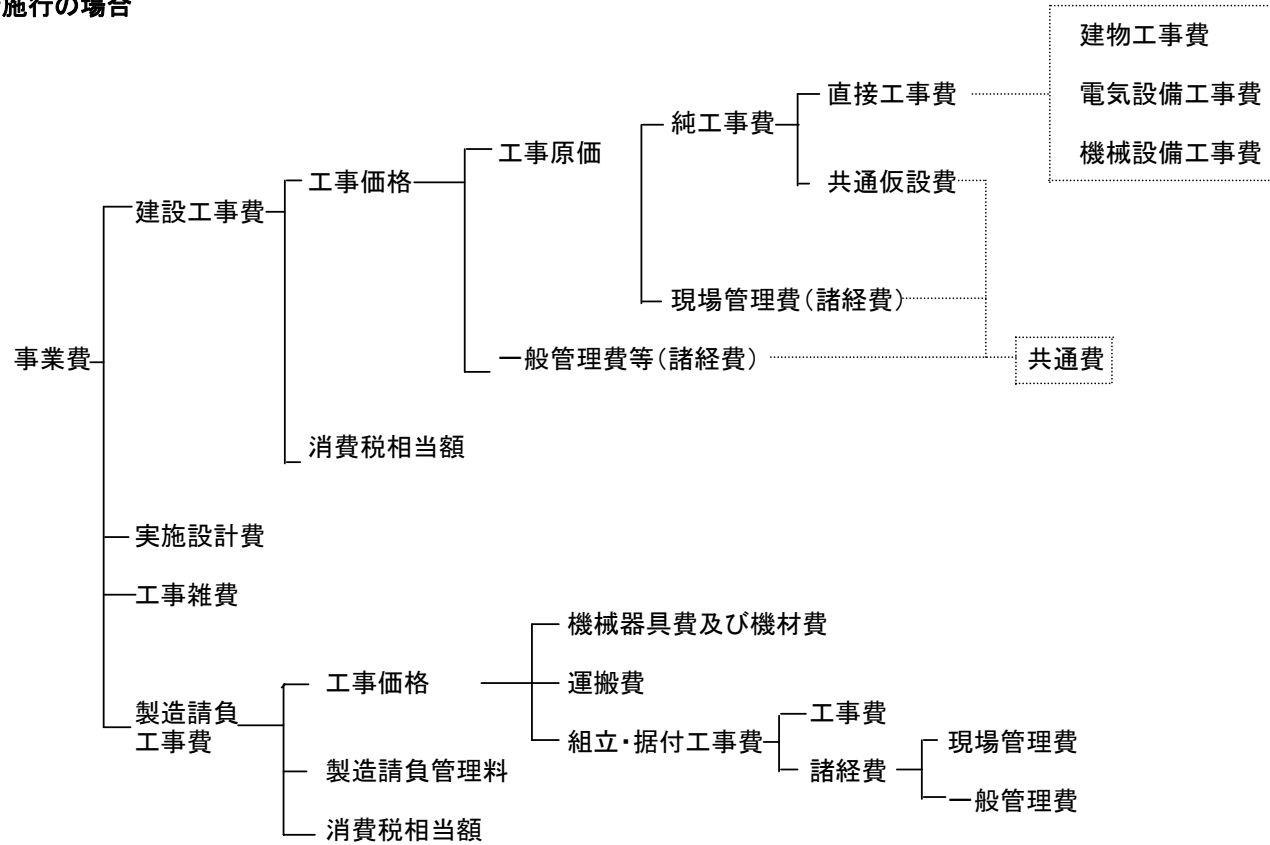 施行の場合
建物工事費
直接工事費
電気設備工事費
純工事費
工事原価
機械設備工事費
工事価格
共通仮設費
建設工事費
現場管理費(諸経費)
事業費
一般管理費等(諸経費)
共通費
消費税相当額
実施設計費
工事雑費
機械器具費及び機材費
工事価格
運搬費
製造請負
工事費
組立・据付工事費
工事費
現場管理費
製造請負管理料
諸経費
一般管理費
消費税相当額